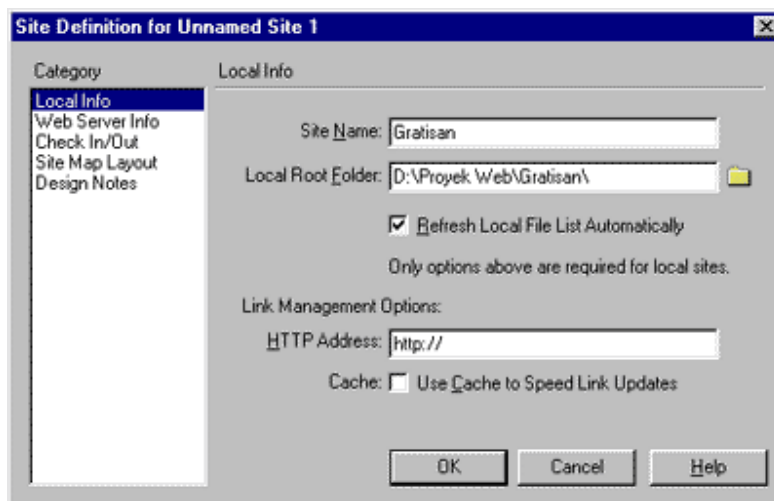 Site Definition for Unnamed Site 1
Category
Local Info
Web Server Info
Check In/Out
Site Map Layout
Design Notes
Local Info
Site Name: Gratisan
Local Root Folder: D:\Proyek Web\Gratisan\
Refresh Local File List Automatically
Only options above are required for local sites.
Link Management Options:
HTTP Address: http://
Cache: Use Cache to Speed Link Updates
OK Cancel Help